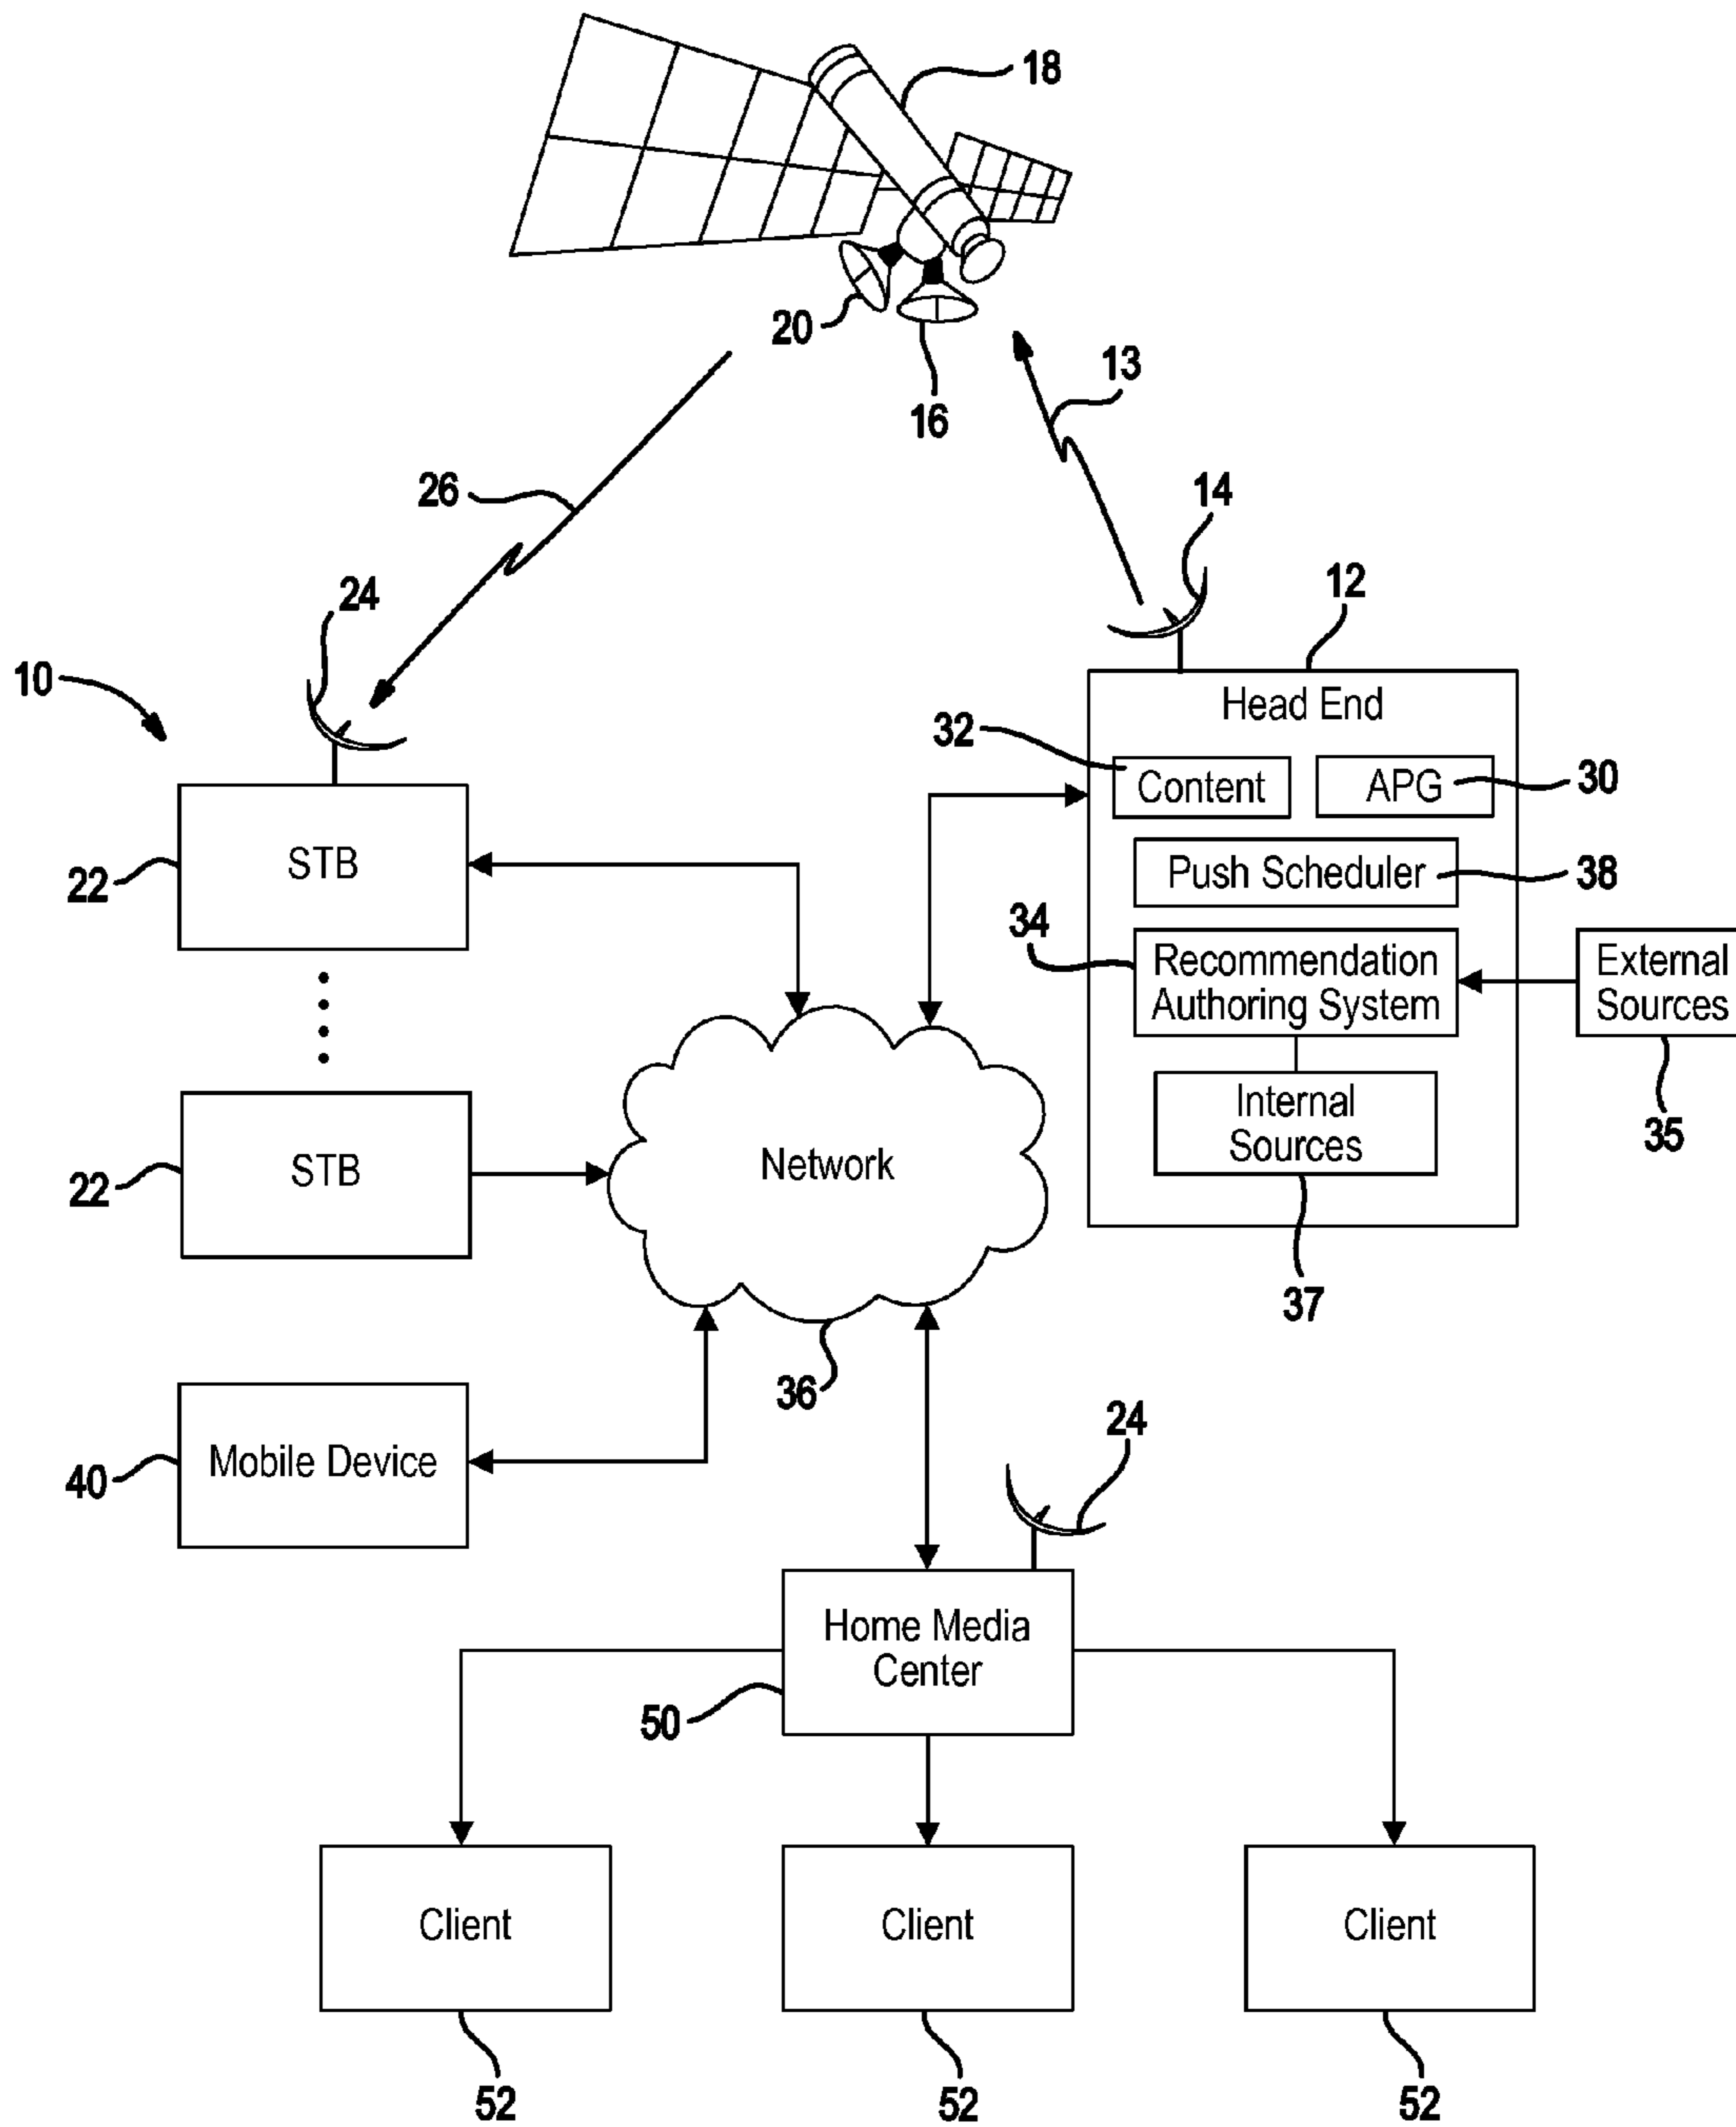 18
20
16
13
26
14
24
12
10
Head End
32
Content
APG
30
STB
22
Push Scheduler
38
34
Recommendation
Authoring System
External
Sources
35
Internal
Sources
37
STB
22
Network
36
Mobile Device
40
24
Home Media
Center
50
Client
Client
Client
52
52
52